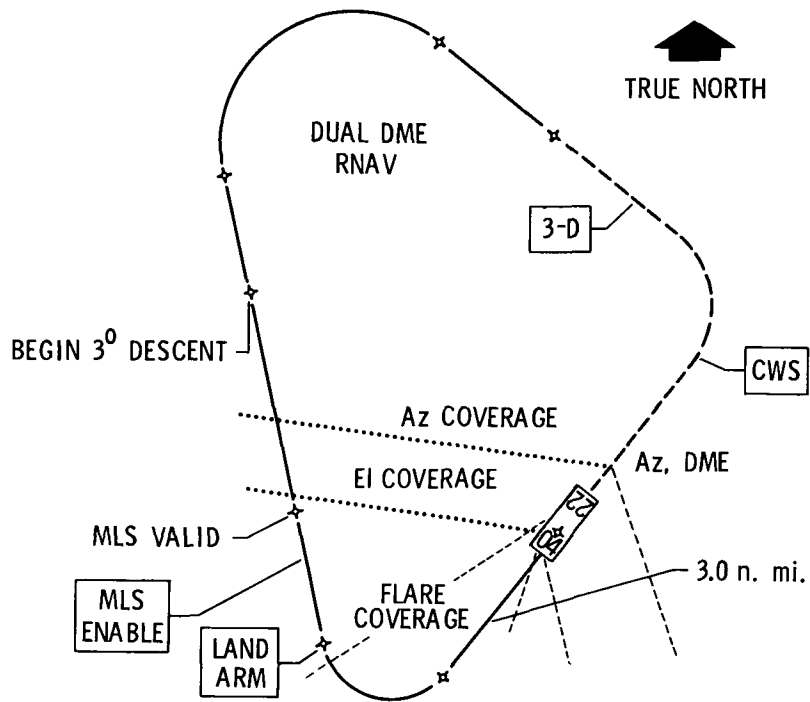 TRUE NORTH
DUAL DME
RNAV
3-D
BEGIN 3⁰ DESCENT
CWS
Az COVERAGE
El COVERAGE
Az, DME
22
04
MLS VALID
3.0 n. mi.
MLS
ENABLE
FLARE
COVERAGE
LAND
ARM